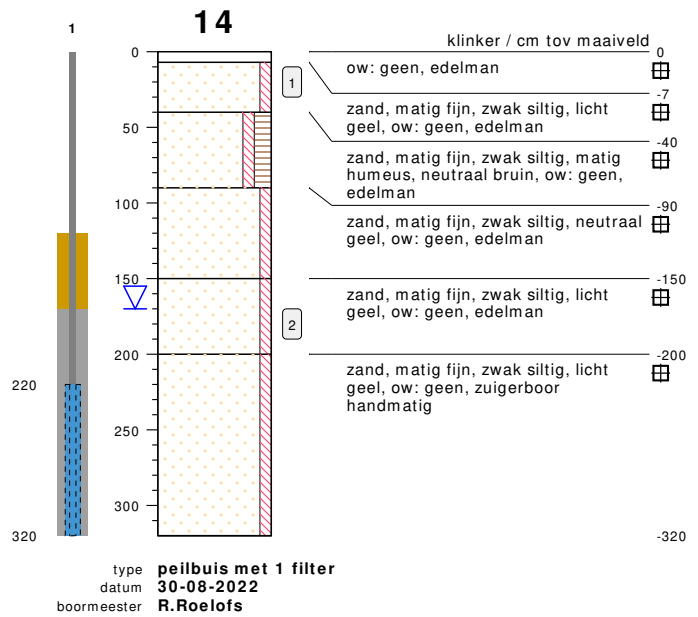 1
14
klinker / cm tov maaiveld
0
0
ow: geen, edelman
1
-7
zand, matig fijn, zwak siltig, licht
geel, ow: geen, edelman
50
-40
zand, matig fijn, zwak siltig, matig
humeus, neutraal bruin, ow: geen,
edelman
100
-90
zand, matig fijn, zwak siltig, neutraal
geel, ow: geen, edelman
150
-150
zand, matig fijn, zwak siltig, licht
geel, ow: geen, edelman
2
200
-200
zand, matig fijn, zwak siltig, licht
geel, ow: geen, zuigerboor
handmatig
220
250
300
320
-320
type peilbuis met 1 filter
datum 30-08-2022
boormeester R.Roelofs